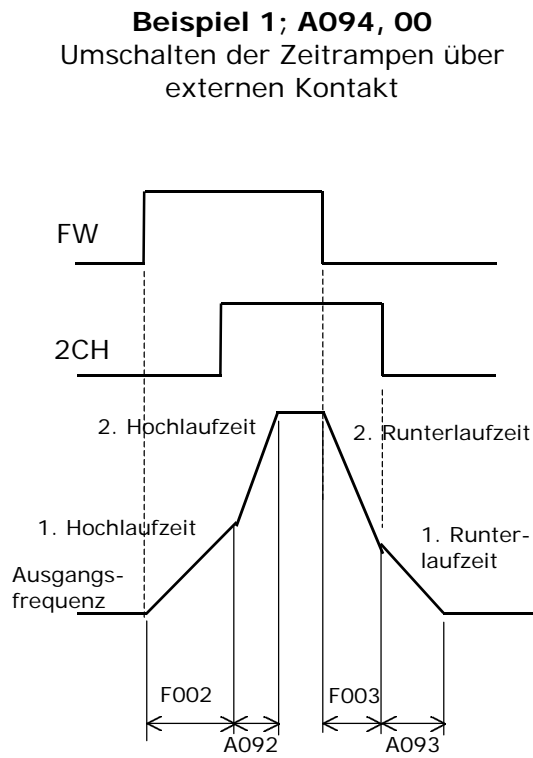 Beispiel 1; A094, 00
Umschalten der Zeitrampen über
externen Kontakt
FW
2CH
2. Hochlaufzeit
2. Runterlaufzeit
1. Hochlaufzeit
1. Runter-
laufzeit
Ausgangs-
frequenz
F002
F003
A092
A093